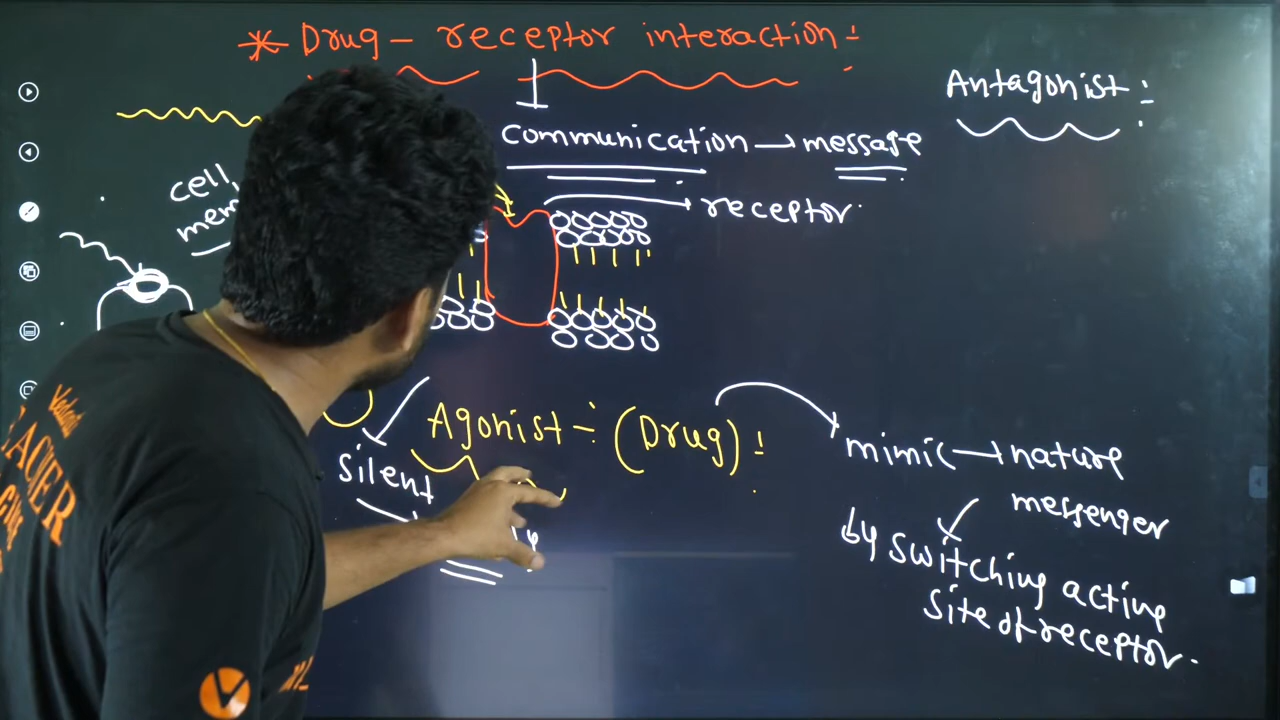 * Drug - receptor interaction :
Antagonist :
communication → message
cell
receptor
Agonist :- (Drug) !
silent
mimic → nature
messenger
by switching active
site of receptor.
Vedantu